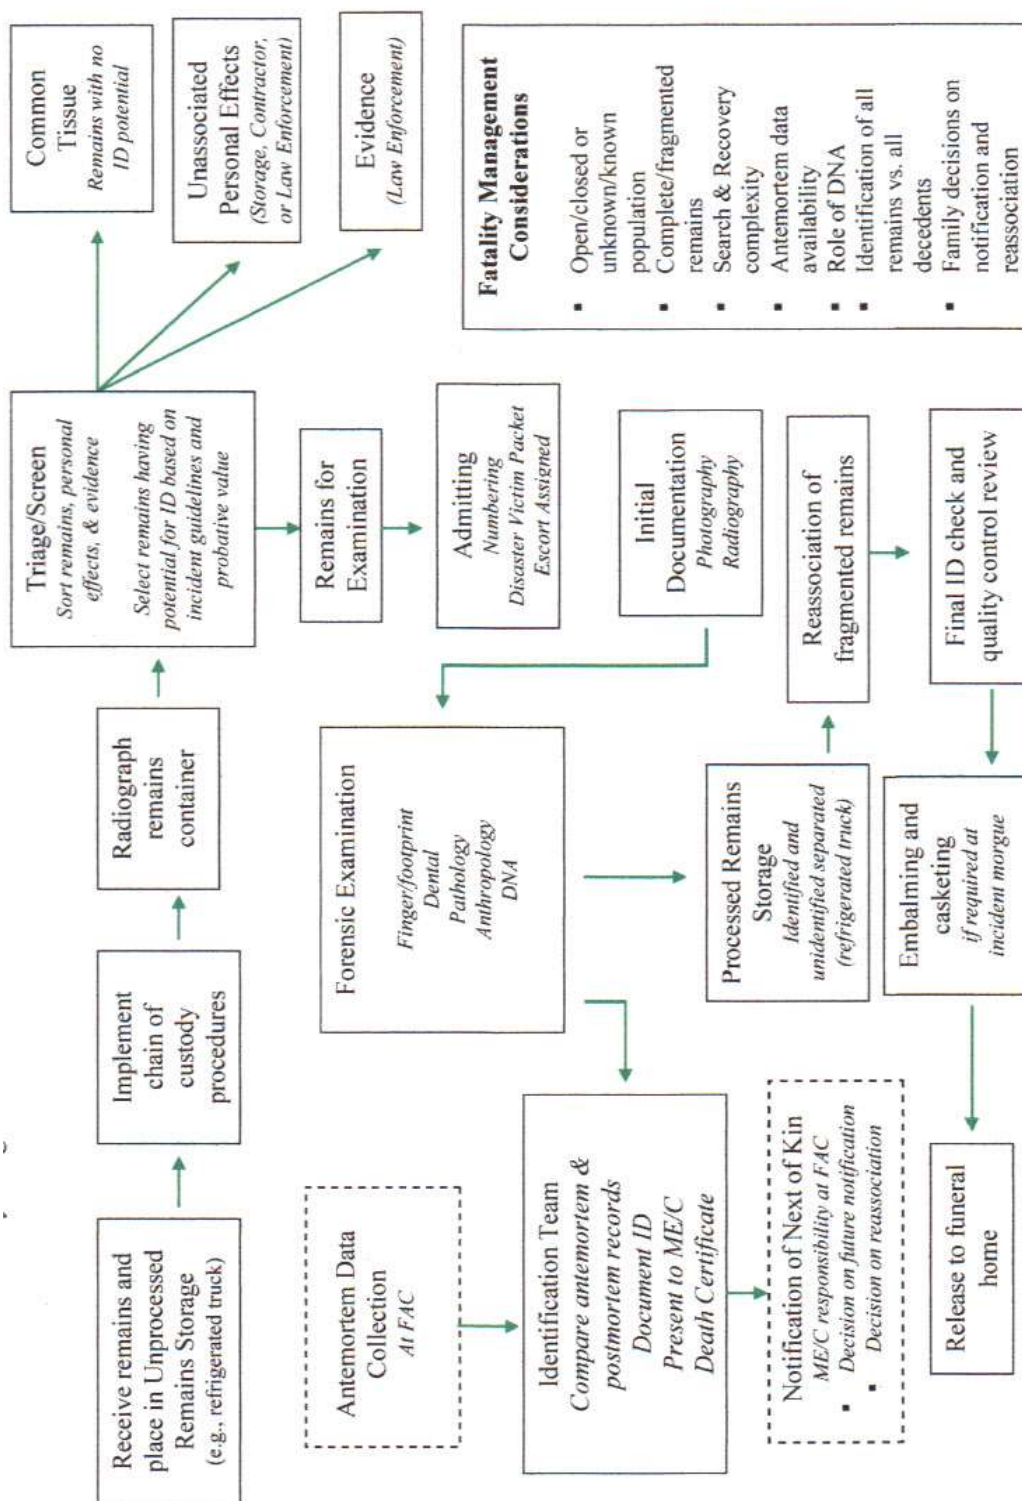 Receive remains and
place in Unprocessed
Remains Storage
(e.g., refrigerated truck)
Implement
chain of
custody
procedures
Radiograph
remains
container
Triage/Screen
Sort remains, personal
effects, & evidence
Select remains having
potential for ID based on
incident guidelines and
probative value
Common
Tissue
Remains with no
ID potential
Unassociated
Personal Effects
(Storage, Contractor,
or Law Enforcement)
Evidence
(Law Enforcement)
Remains for
Examination
Admitting
Numbering
Disaster Victim Packet
Escort Assigned
Initial
Documentation
Photography
Radiography
Forensic Examination
Finger/footprint
Dental
Pathology
Anthropology
DNA
Antemortem Data
Collection
At FAC
Identification Team
Compare antemortem &
postmortem records
Document ID
Present to ME/C
Death Certificate
Notification of Next of Kin
ME/C responsibility at FAC
▪ Decision on future notification
▪ Decision on reassociation
Processed Remains
Storage
Identified and
unidentified separated
(refrigerated truck)
Reassociation of
fragmented remains
Final ID check and
quality control review
Embalming and
casketing
if required at
incident morgue
Release to funeral
home
Fatality Management
Considerations
▪ Open/closed or
unknown/known
population
▪ Complete/fragmented
remains
▪ Search & Recovery
complexity
▪ Antemortem data
availability
▪ Role of DNA
▪ Identification of all
remains vs. all
decedents
▪ Family decisions on
notification and
reassociation